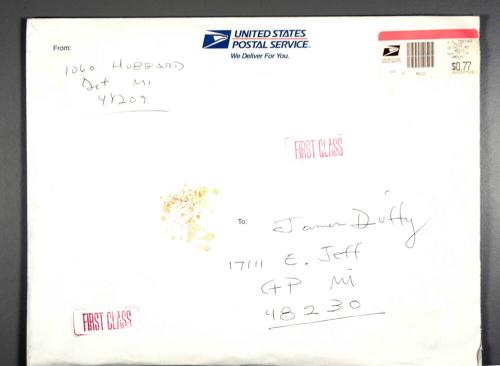 UNITED STATES
POSTAL SERVICE®
We Deliver For You.
From:
1060 HUBBARD
Det MI
48209
$0.77
FIRST CLASS
To:
James Duffy
17111 E. Jeff
GP MI
48230
FIRST CLASS